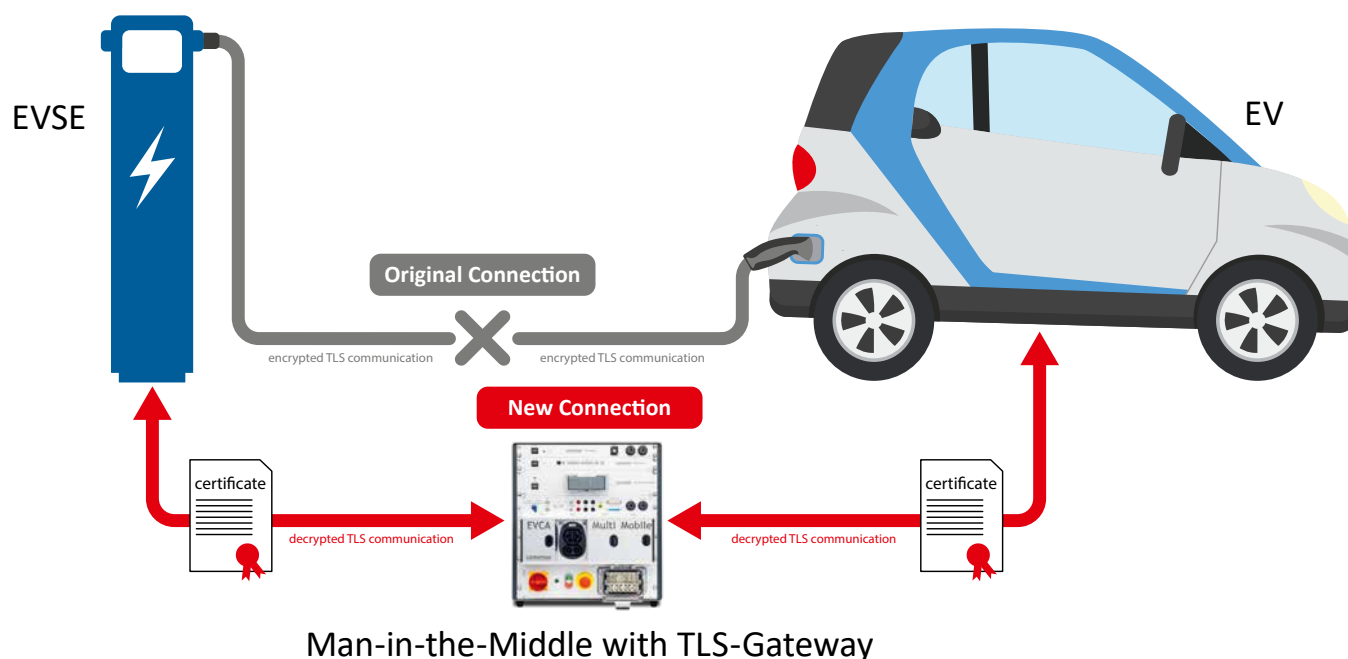 EVSE
EV
Original Connection
encrypted TLS communication
encrypted TLS communication
New Connection
certificate
certificate
EVCA
Multi Mobile
decrypted TLS communication
decrypted TLS communication
Man-in-the-Middle with TLS-Gateway